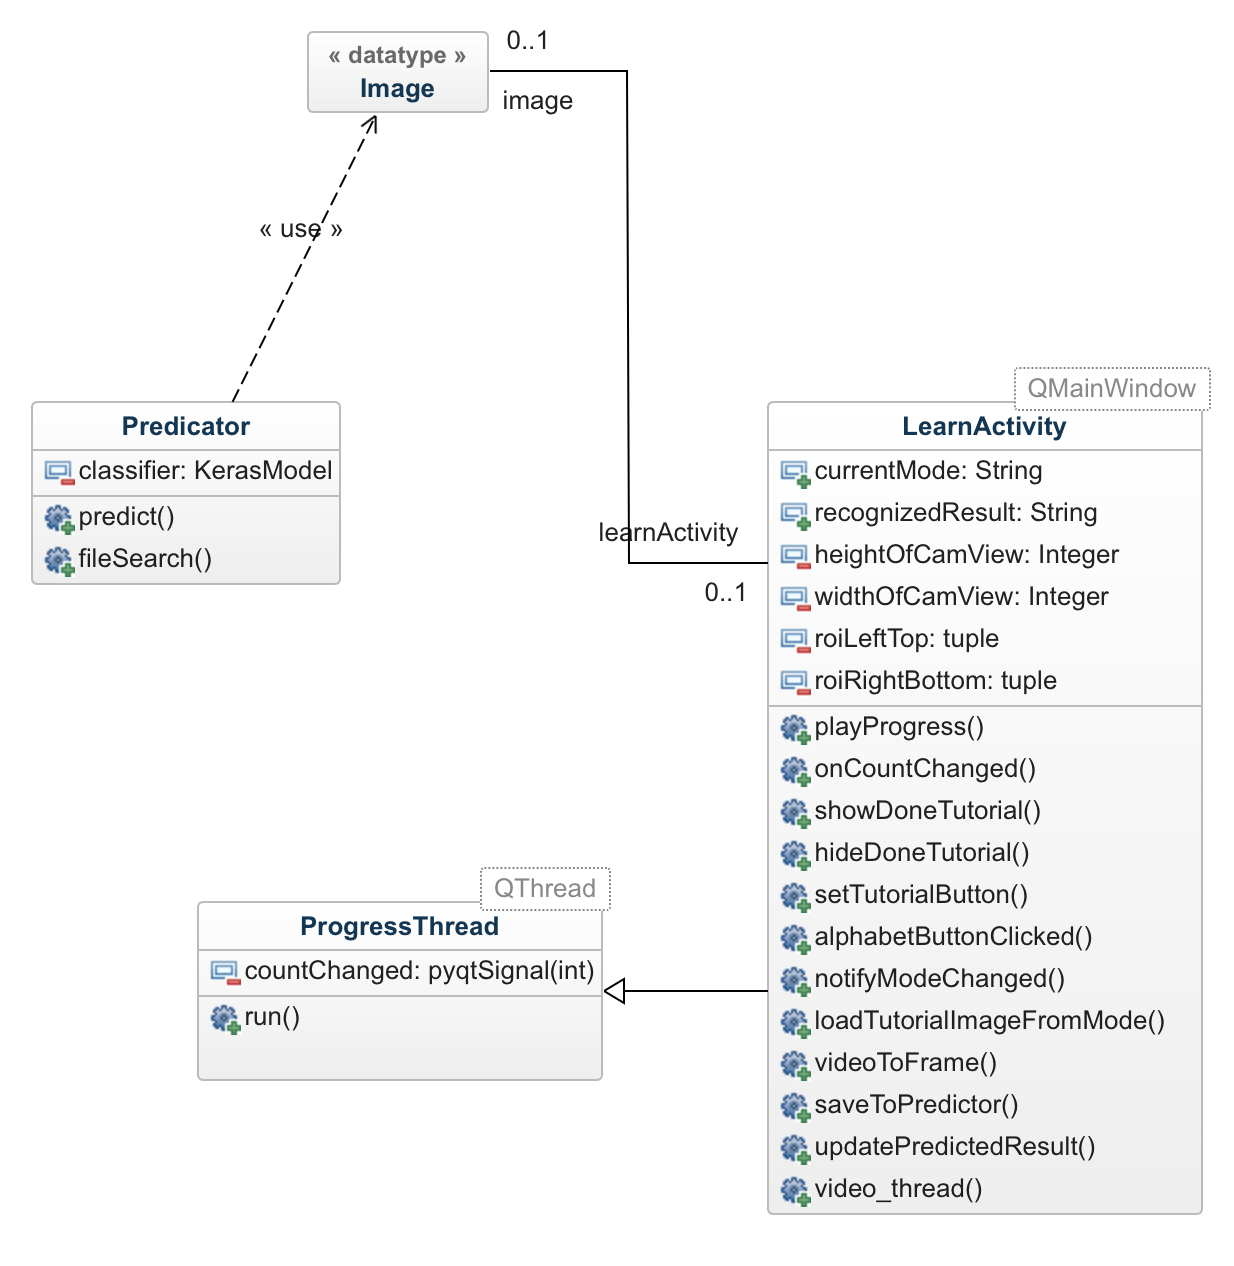 « datatype »
Image
0..1
image
« use »
Predicator
classifier: KerasModel
predict()
fileSearch()
learnActivity
0..1
QMainWindow
LearnActivity
currentMode: String
recognizedResult: String
heightOfCamView: Integer
widthOfCamView: Integer
roiLeftTop: tuple
roiRightBottom: tuple
playProgress()
onCountChanged()
showDoneTutorial()
hideDoneTutorial()
setTutorialButton()
alphabetButtonClicked()
notifyModeChanged()
loadTutorialImageFromMode()
videoToFrame()
saveToPredictor()
updatePredictedResult()
video_thread()
QThread
ProgressThread
countChanged: pyqtSignal(int)
run()